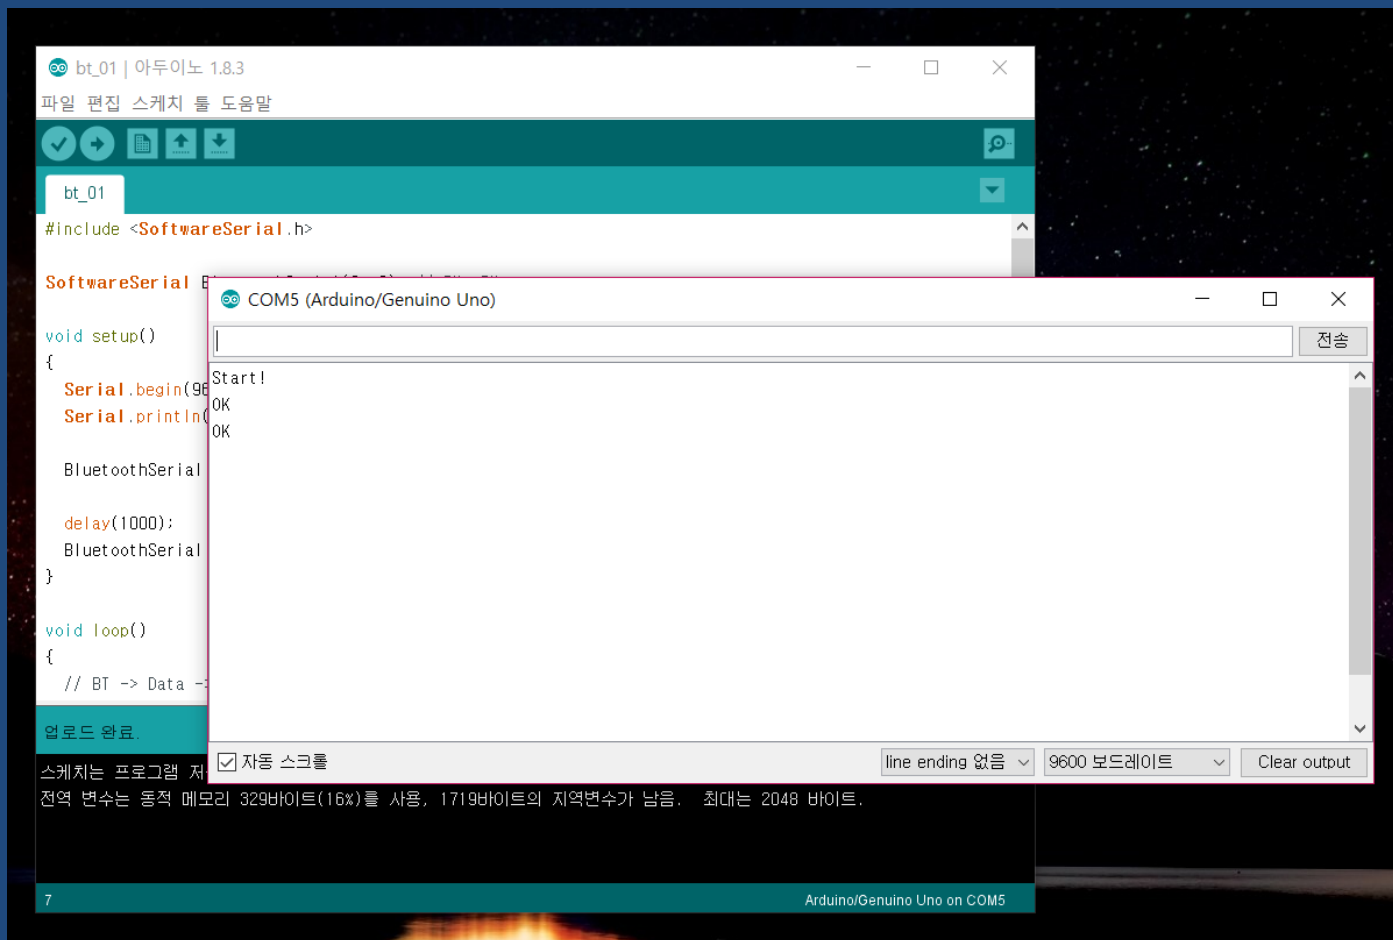 bt_01 | 아두이노 1.8.3
파일 편집 스케치 툴 도움말
bt_01
#include <SoftwareSerial.h>
SoftwareSerial
COM5 (Arduino/Genuino Uno)
전송
void setup()
{
Serial.begin(96
Serial.println(
BluetoothSerial
delay(1000);
BluetoothSerial
}
void loop()
{
// BT -> Data -
Start!
OK
OK
자동 스크롤
line ending 없음
9600 보드레이트
Clear output
업로드 완료.
스케치는 프로그램 저
전역 변수는 동적 메모리 329바이트(16%)를 사용, 1719바이트의 지역변수가 남음. 최대는 2048 바이트.
7
Arduino/Genuino Uno on COM5